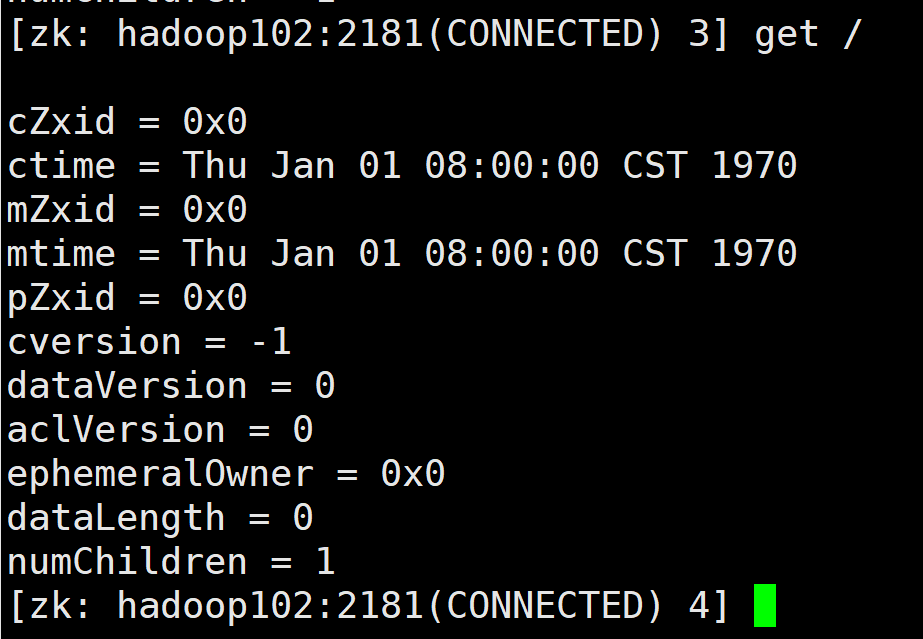 numChildren = 1
[zk: hadoop102:2181(CONNECTED) 3] get /
cZxid = 0x0
ctime = Thu Jan 01 08:00:00 CST 1970
mZxid = 0x0
mtime = Thu Jan 01 08:00:00 CST 1970
pZxid = 0x0
cversion = -1
dataVersion = 0
aclVersion = 0
ephemeralOwner = 0x0
dataLength = 0
numChildren = 1
[zk: hadoop102:2181(CONNECTED) 4]